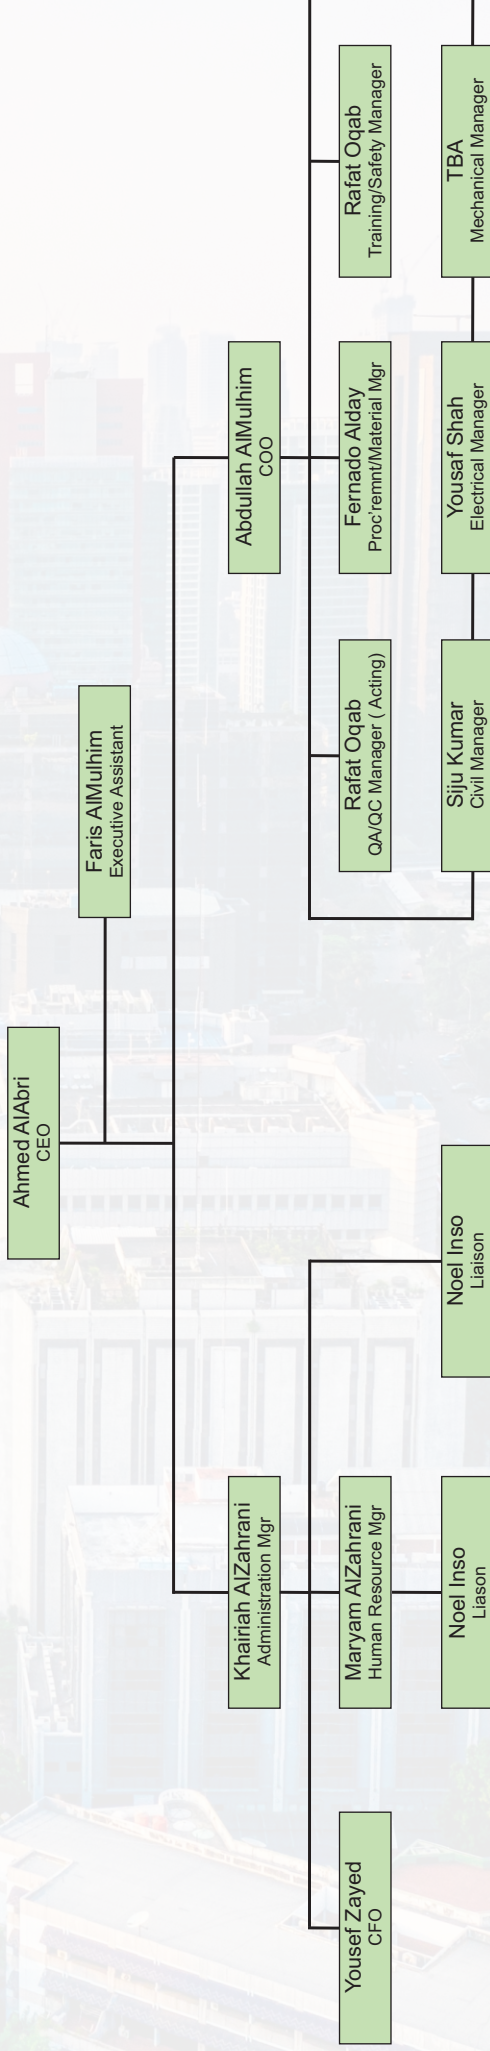 Ahmed AlAbri
CEO
Faris AlMulhim
Executive Assistant
Khairiah AlZahrani
Administration Mgr
Abdullah AlMulhim
COO
Yousef Zayed
CFO
Maryam AlZahrani
Human Resource Mgr
Rafat Oqab
QA/QC Manager ( Acting)
Fernado Alday
Proc'remnt/Material Mgr
Rafat Oqab
Training/Safety Manager
Noel Inso
Liason
Noel Inso
Liaison
Siju Kumar
Civil Manager
Yousaf Shah
Electrical Manager
TBA
Mechanical Manager